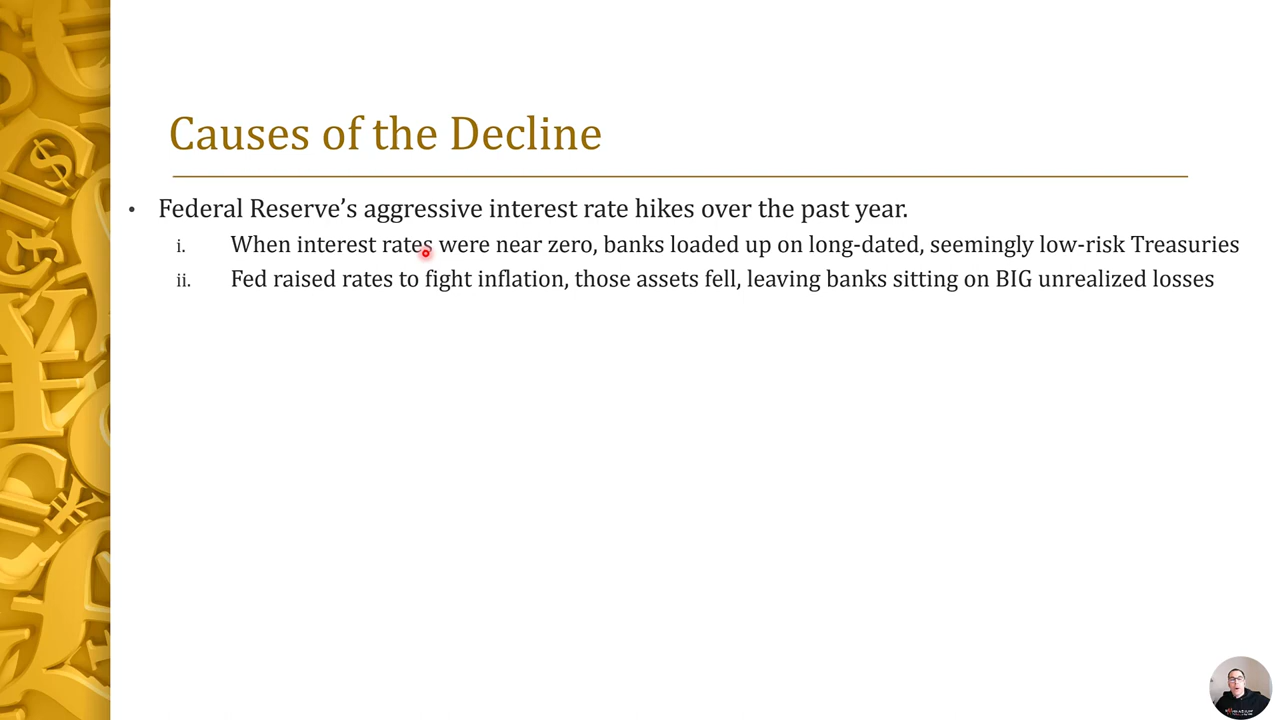 Causes of the Decline
• Federal Reserve’s aggressive interest rate hikes over the past year.
i. When interest rates were near zero, banks loaded up on long-dated, seemingly low-risk Treasuries
ii. Fed raised rates to fight inflation, those assets fell, leaving banks sitting on BIG unrealized losses